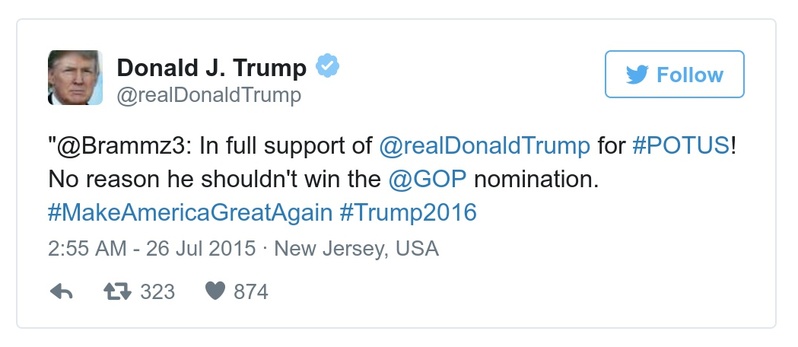 Donald J. Trump
Follow
@realDonaldTrump
"@Brammz3: In full support of @realDonaldTrump for #POTUS!
No reason he shouldn't win the @GOP nomination.
#MakeAmericaGreatAgain #Trump2016
2:55 AM - 26 Jul 2015 · New Jersey, USA
323 874